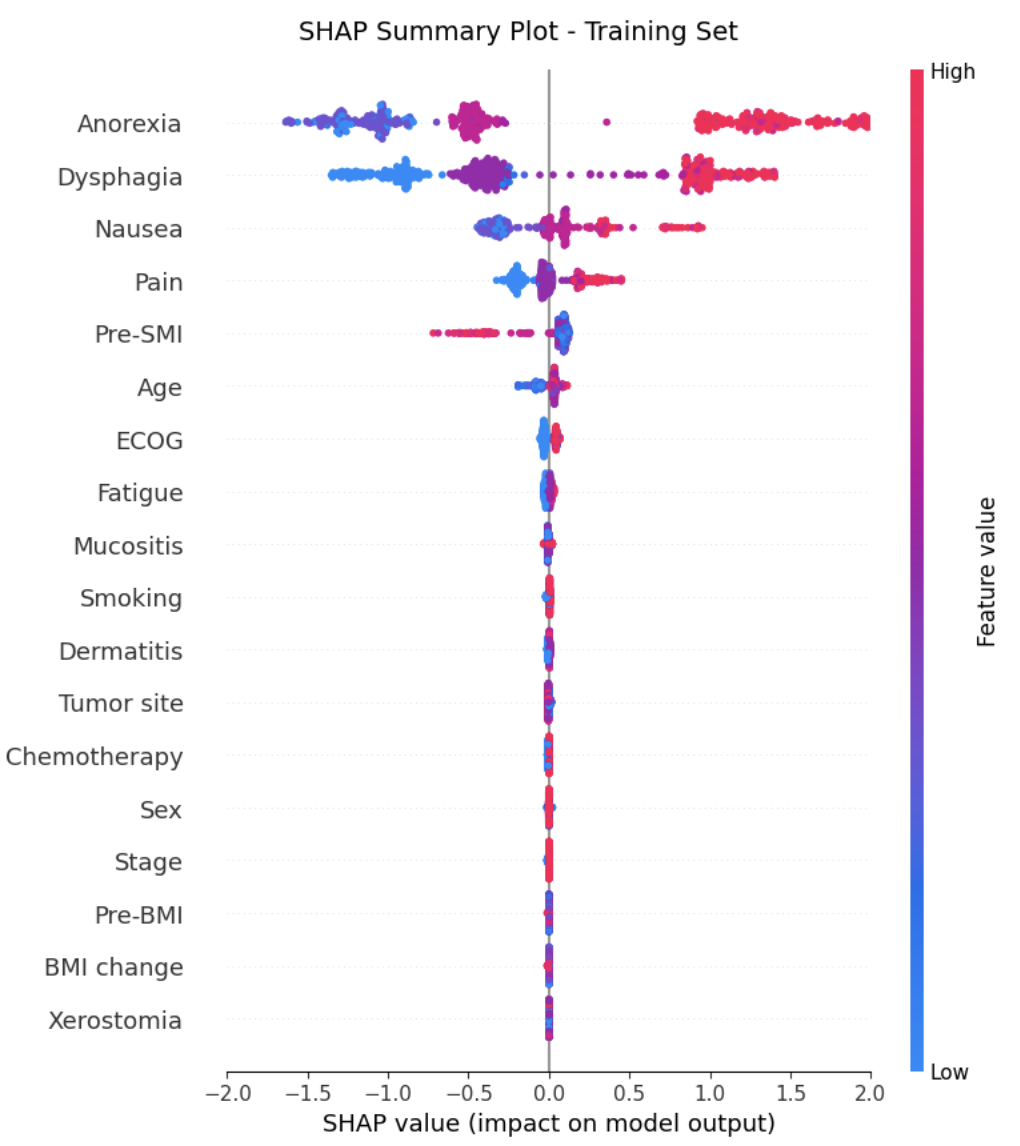 SHAP Summary Plot - Training Set
High
Anorexia
Dysphagia
Nausea
Pain
Pre-SMI
Age
ECOG
Fatigue
Mucositis
Smoking
Dermatitis
Tumor site
Chemotherapy
Sex
Stage
Pre-BMI
BMI change
Xerostomia
Feature value
Low
−2.0 −1.5 −1.0 −0.5 0.0 0.5 1.0 1.5 2.0
SHAP value (impact on model output)